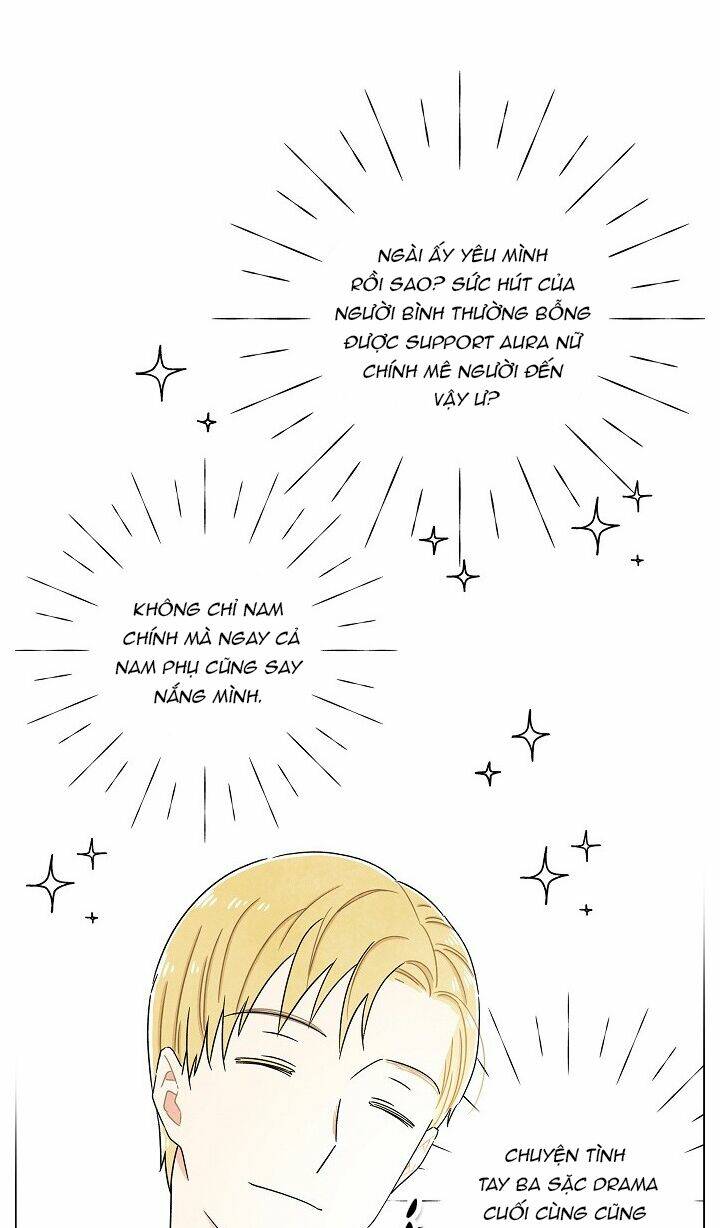 NGÀI ẤY YÊU MÌNH
RỒI SAO? SỨC HÚT CỦA
NGƯỜI BÌNH THƯỜNG BỖNG
ĐƯỢC SUPPORT AURA NỮ
CHÍNH MÊ NGƯỜI ĐẾN
VẬY Ư?
KHÔNG CHỈ NAM
CHÍNH MÀ NGAY CẢ
NAM PHỤ CŨNG SAY
NẮNG MÌNH.
CHUYỆN TÌNH
TAY BA SẶC DRAMA
CUỐI CÙNG CŨNG